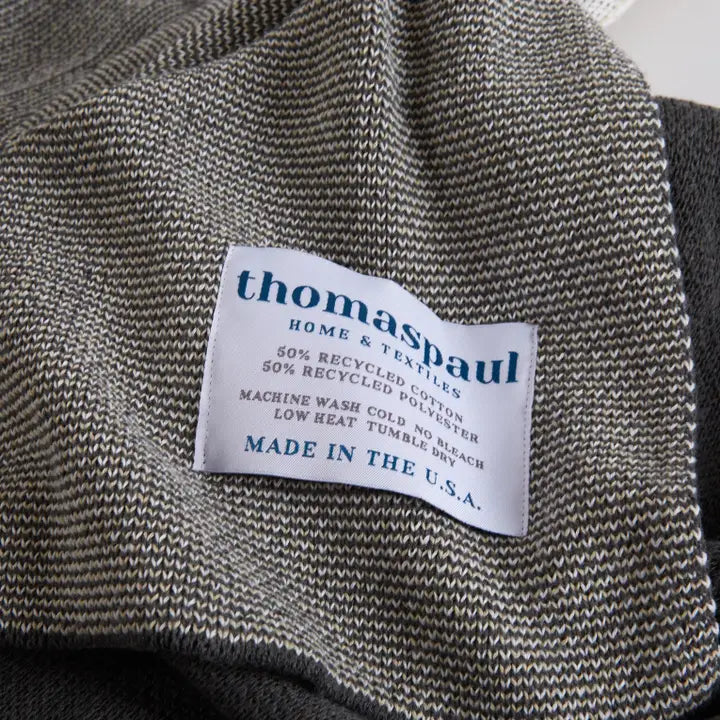 thomaspaul
HOME & TEXTILES
50% RECYCLED COTTON
50% RECYCLED POLYESTER
MACHINE WASH COLD NO BLEACH
LOW HEAT TUMBLE DRY
MADE IN THE U.S.A.